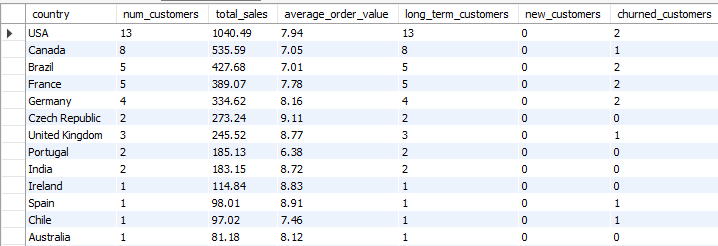 country num_customers total_sales average_order_value long_term_customers new_customers churned_customers
USA 13 1040.49 7.94 13 0 2
Canada 8 535.59 7.05 8 0 1
Brazil 5 427.68 7.01 5 0 2
France 5 389.07 7.78 5 0 2
Germany 4 334.62 8.16 4 0 2
Czech Republic 2 273.24 9.11 2 0 0
United Kingdom 3 245.52 8.77 3 0 1
Portugal 2 185.13 6.38 2 0 0
India 2 183.15 8.72 2 0 0
Ireland 1 114.84 8.83 1 0 0
Spain 1 98.01 8.91 1 0 1
Chile 1 97.02 7.46 1 0 1
Australia 1 81.18 8.12 1 0 0